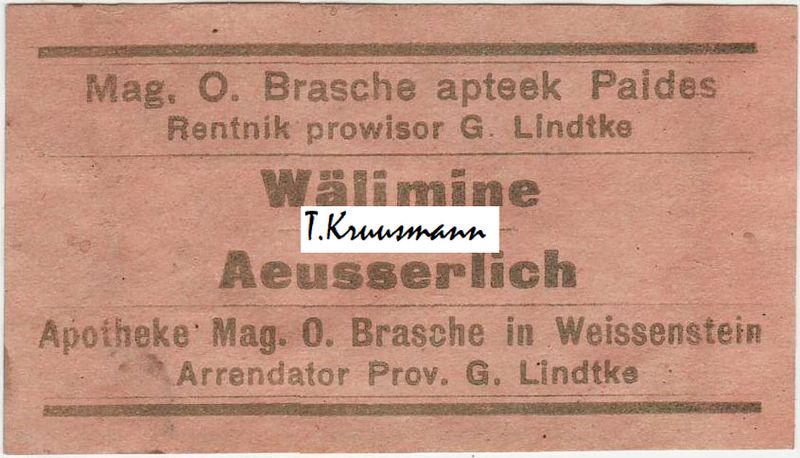 Mag. O. Brasche apteek Paides
Rentnik prowisor G. Lindtke
Wälimine
T.Kruusmann
Aeusserlich
Apotheke Mag. O. Brasche in Weissenstein
Arrendator Prov. G. Lindtke